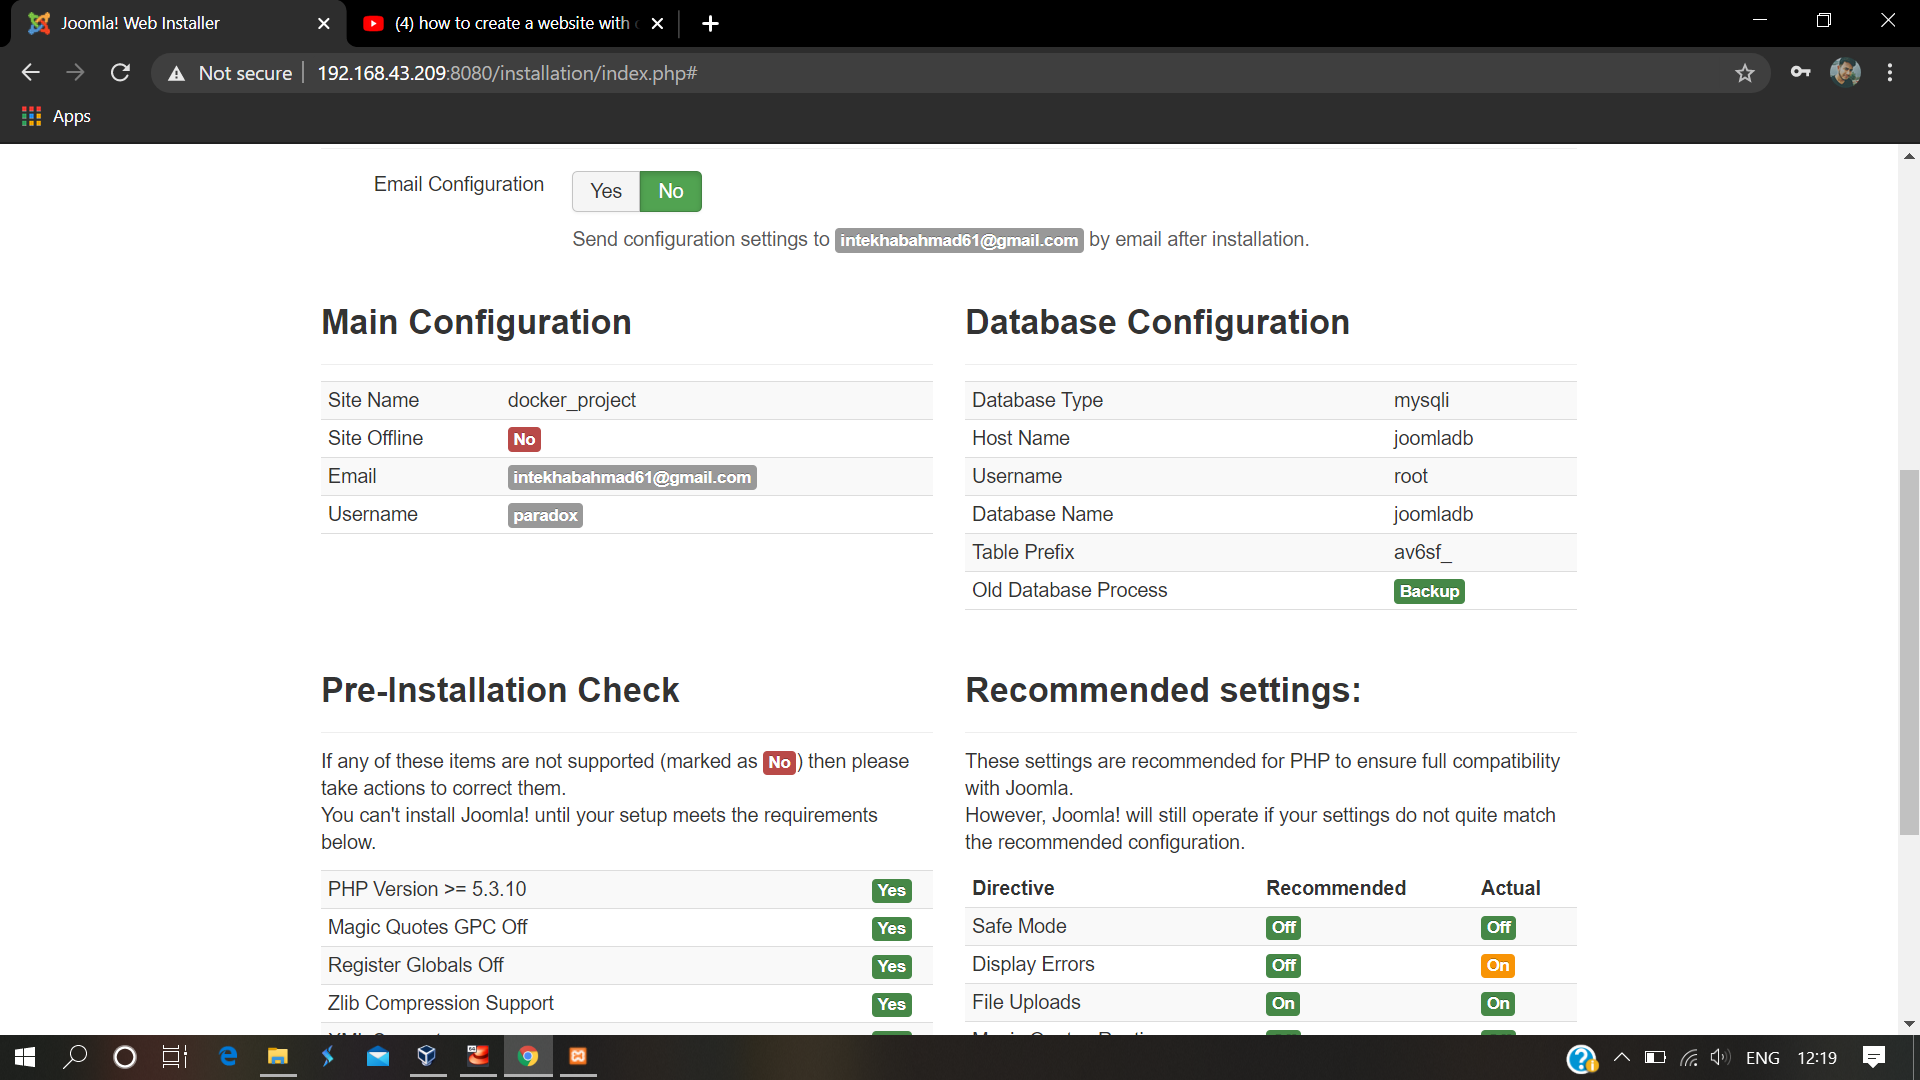 Joomla! Web Installer
(4) how to create a website with
Not secure
192.168.43.209:8080/installation/index.php#
Apps
Email Configuration
Yes
No
Send configuration settings to intekhabahmad61@gmail.com by email after installation.
Main Configuration
Site Name docker_project
Site Offline No
Email intekhabahmad61@gmail.com
Username paradox
Database Configuration
Database Type mysqli
Host Name joomladb
Username root
Database Name joomladb
Table Prefix av6sf_
Old Database Process Backup
Pre-Installation Check
If any of these items are not supported (marked as No) then please
take actions to correct them.
You can't install Joomla! until your setup meets the requirements
below.
PHP Version >= 5.3.10 Yes
Magic Quotes GPC Off Yes
Register Globals Off Yes
Zlib Compression Support Yes
Recommended settings:
These settings are recommended for PHP to ensure full compatibility
with Joomla.
However, Joomla! will still operate if your settings do not quite match
the recommended configuration.
Directive Recommended Actual
Safe Mode Off Off
Display Errors Off On
File Uploads On On
ENG
12:19